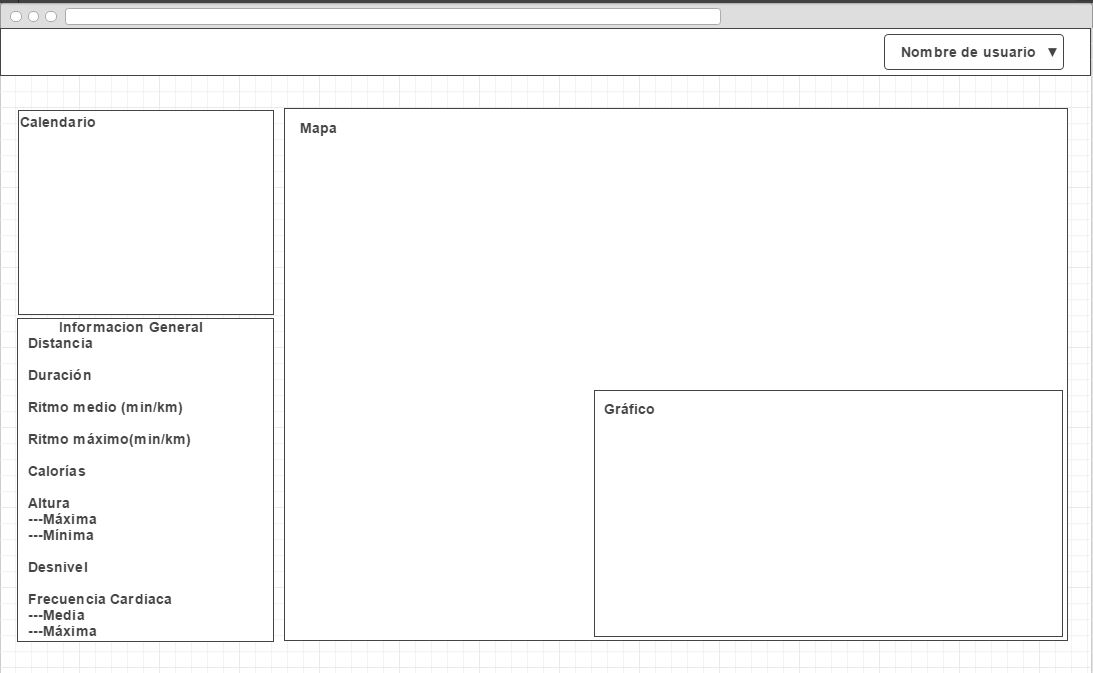 Nombre de usuario ▼
Calendario
Mapa
Informacion General
Distancia
Duración
Ritmo medio (min/km)
Ritmo máximo(min/km)
Calorías
Altura
---Máxima
---Mínima
Desnivel
Frecuencia Cardiaca
---Media
---Máxima
Gráfico